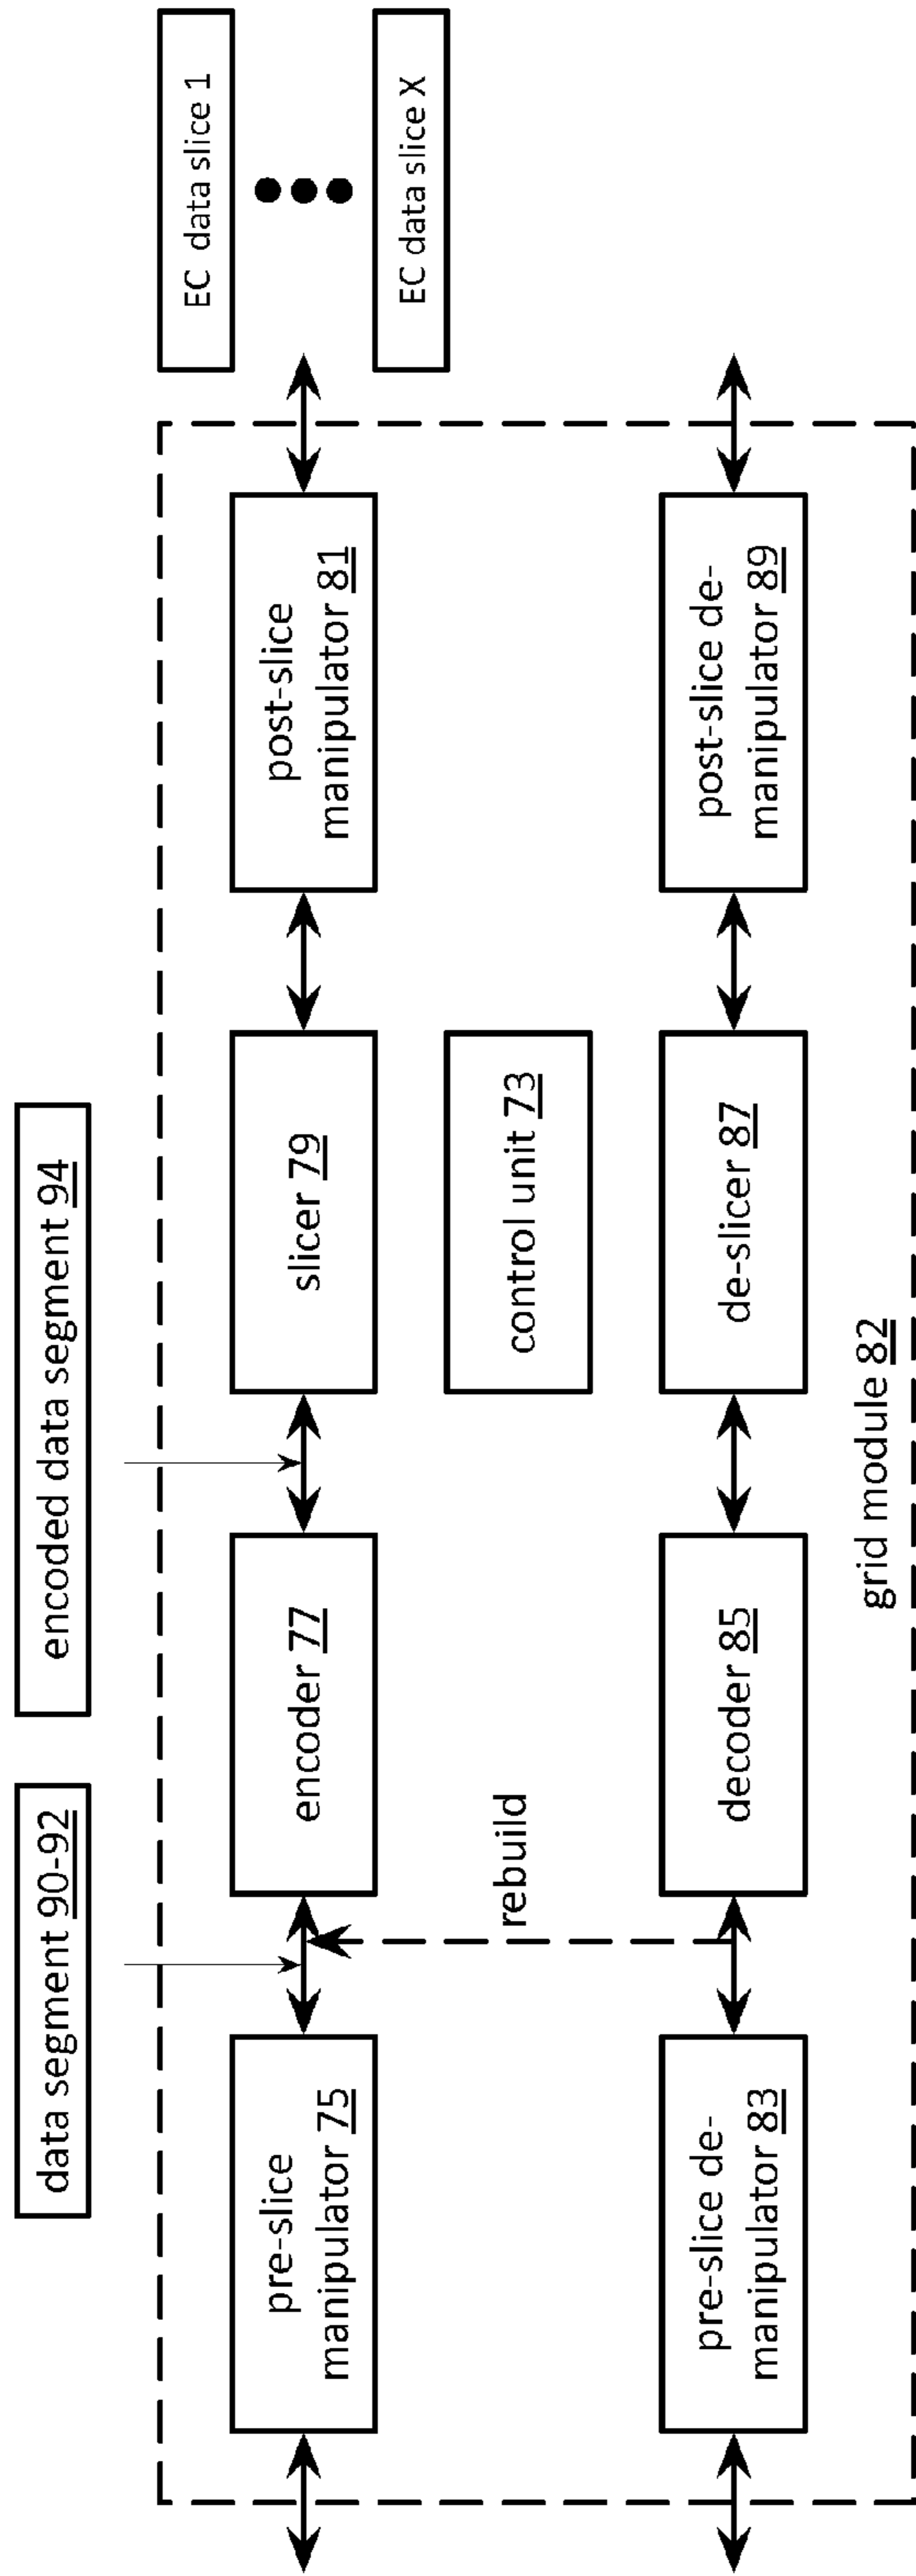 data segment 90-92
encoded data segment 94
EC data slice 1
EC data slice X
pre-slice
manipulator 75
encoder 77
slicer 79
post-slice
manipulator 81
rebuild
control unit 73
pre-slice de-
manipulator 83
decoder 85
de-slicer 87
post-slice de-
manipulator 89
grid module 82